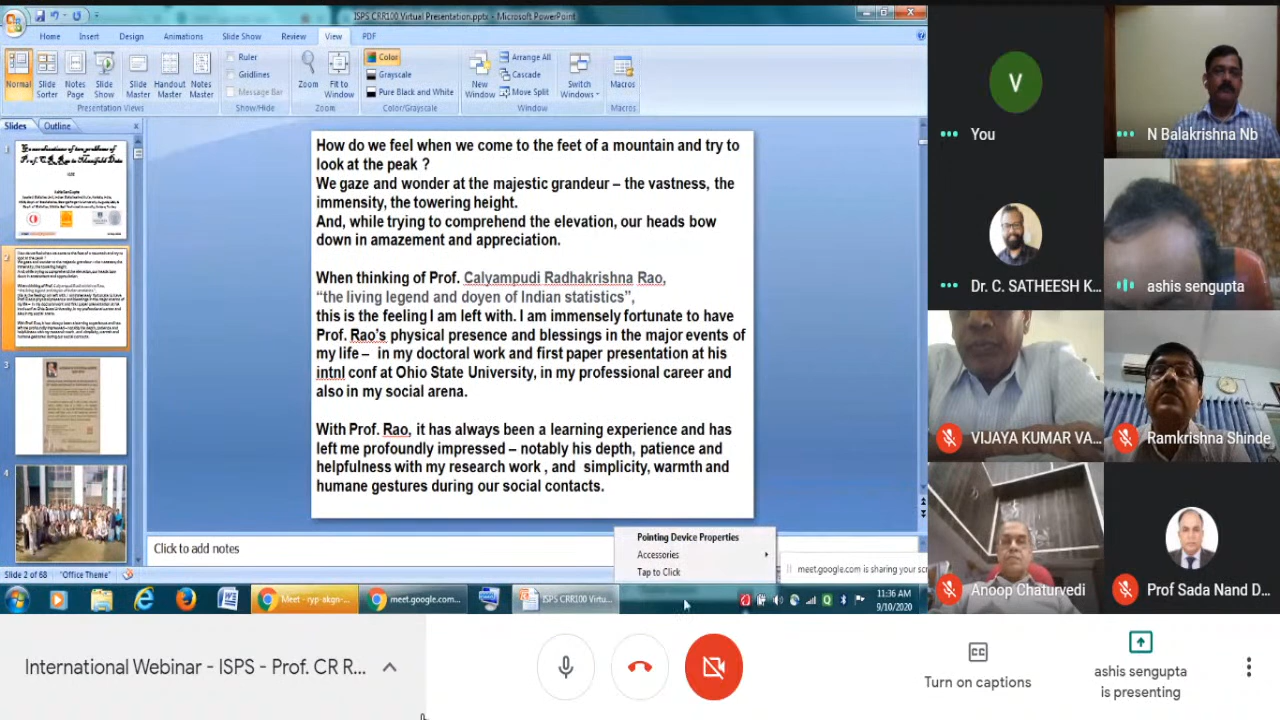 ISPS CRR100 Virtual Presentation.pptx - Microsoft PowerPoint
Home Insert Design Animations Slide Show Review View PDF
Normal
Slide Sorter
Notes Page
Slide Show
Slide Master
Handout Master
Notes Master
Presentation Views
Ruler
Gridlines
Message Bar
Show/Hide
Zoom
Fit to Window
Zoom
Color
Grayscale
Pure Black and White
Color/Grayscale
New Window
Arrange All
Cascade
Move Split
Switch Windows
Window
Macros
Macros
Slides Outline
1
2
3
4
How do we feel when we come to the feet of a mountain and try to
look at the peak ?
We gaze and wonder at the majestic grandeur – the vastness, the
immensity, the towering height.
And, while trying to comprehend the elevation, our heads bow
down in amazement and appreciation.
When thinking of Prof. Calyampudi Radhakrishna Rao,
“the living legend and doyen of Indian statistics”,
this is the feeling I am left with. I am immensely fortunate to have
Prof. Rao’s physical presence and blessings in the major events of
my life – in my doctoral work and first paper presentation at his
intnl conf at Ohio State University, in my professional career and
also in my social arena.
With Prof. Rao, it has always been a learning experience and has
left me profoundly impressed – notably his depth, patience and
helpfulness with my research work , and simplicity, warmth and
humane gestures during our social contacts.
Click to add notes
Pointing Device Properties
Accessories
Tap to Click
meet.google.com is sharing your scr
Slide 2 of 68 "Office Theme"
Meet - ryp-akgn-...
meet.google.com...
ISPS CRR100 Virtu...
11:36 AM
9/10/2020
V
You
N Balakrishna Nb
Dr. C. SATHEESH K...
ashis sengupta
VIJAYA KUMAR VA...
Ramkrishna Shinde
Anoop Chaturvedi
Prof Sada Nand D...
International Webinar - ISPS - Prof. CR R...
CC
Turn on captions
ashis sengupta
is presenting